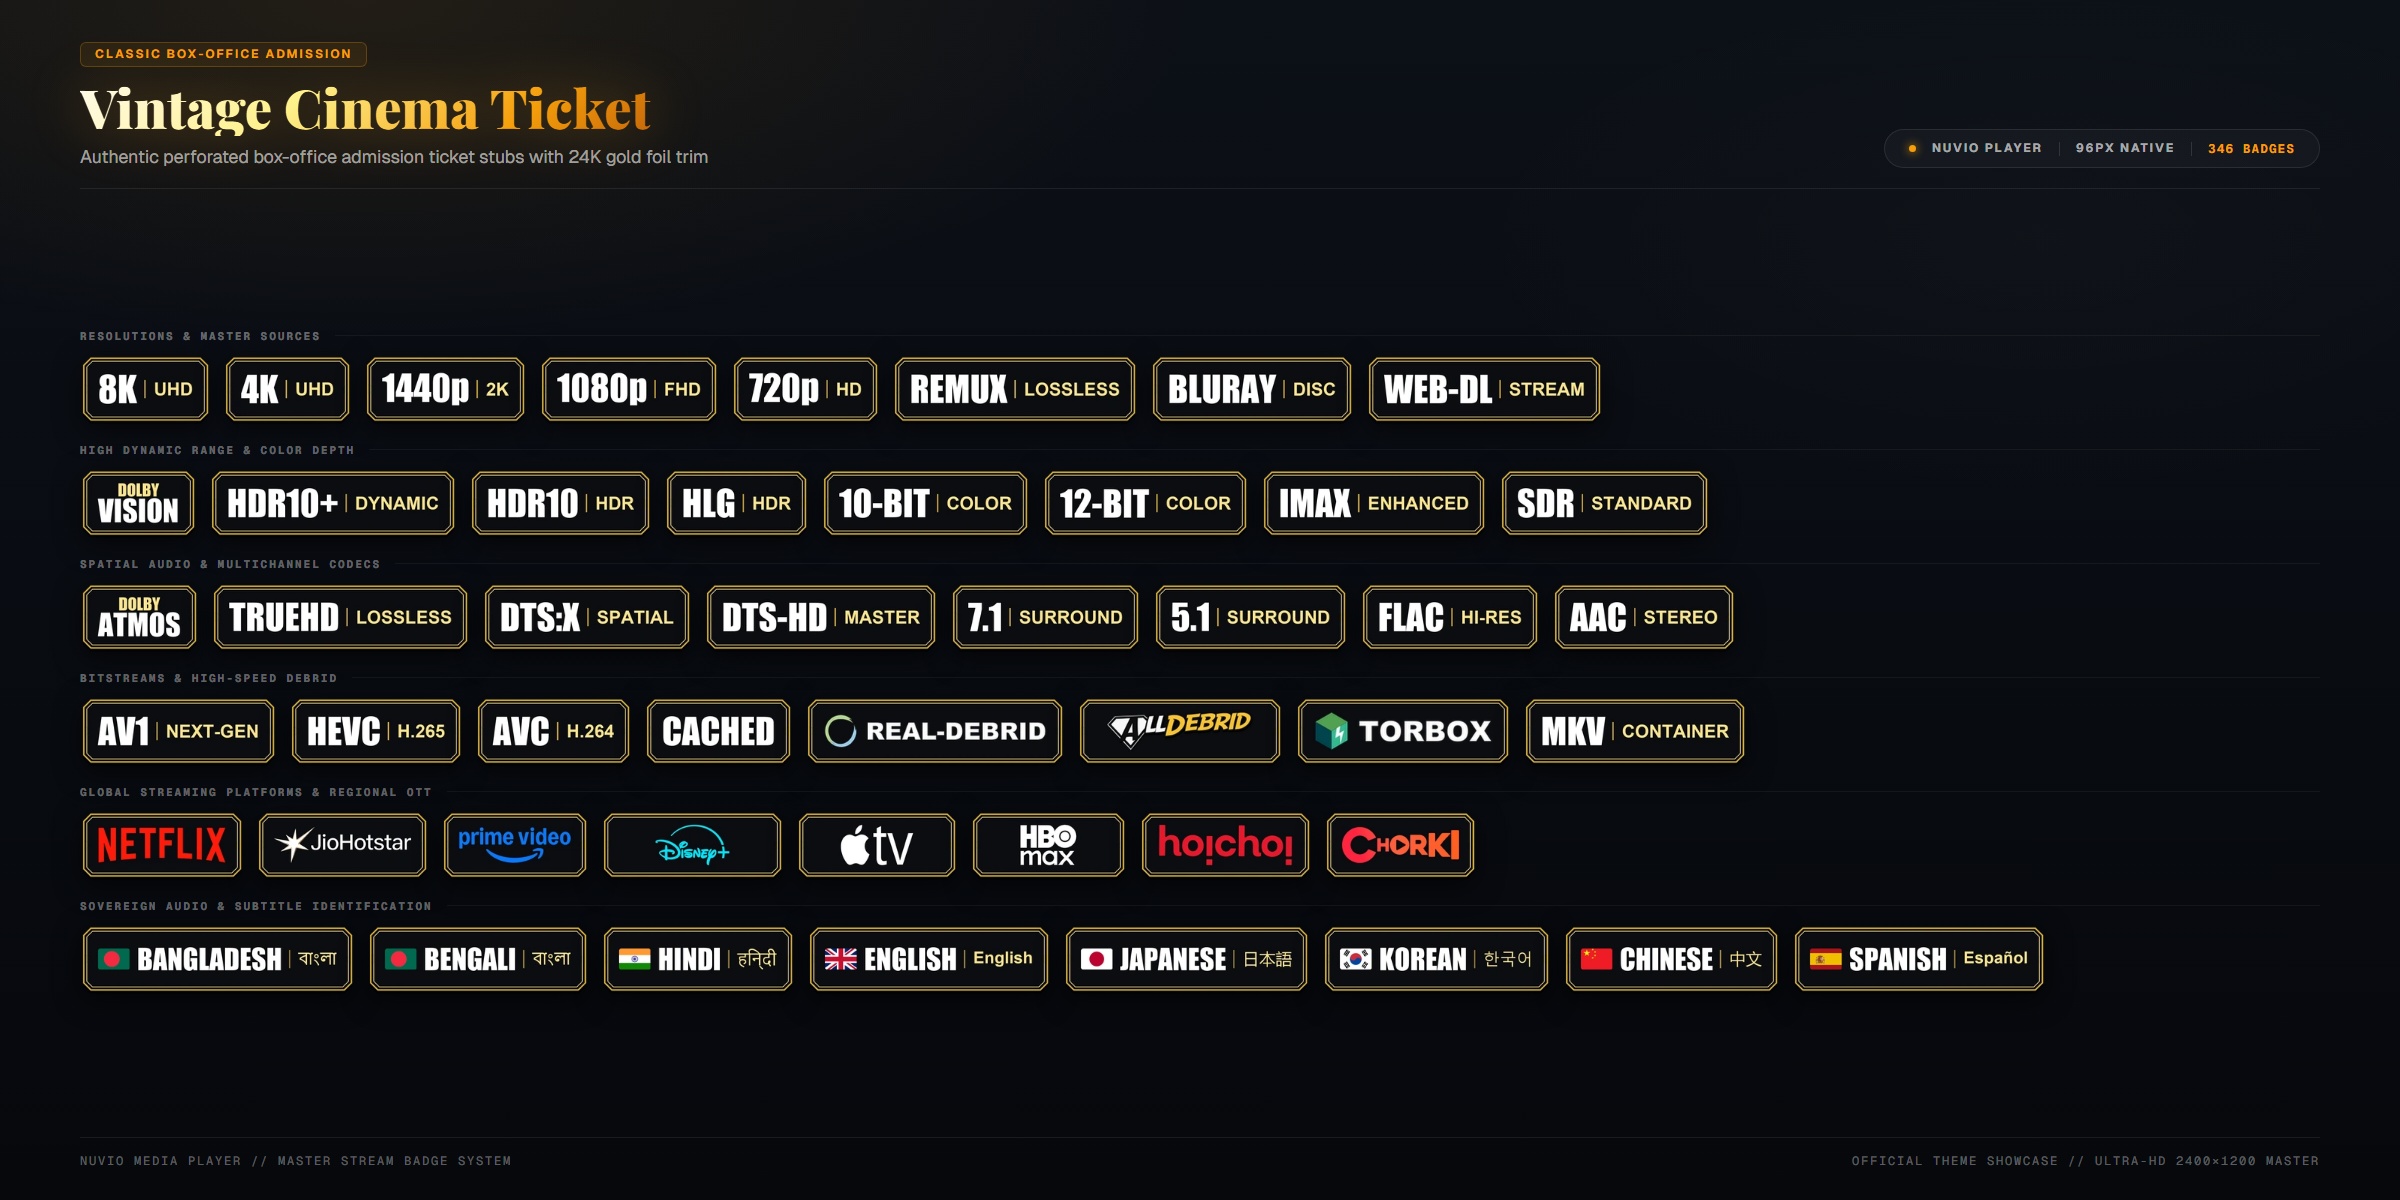 CLASSIC BOX-OFFICE ADMISSION
Vintage Cinema Ticket
Authentic perforated box-office admission ticket stubs with 24K gold foil trim
NUVIO PLAYER | 96PX NATIVE | 346 BADGES
RESOLUTIONS & MASTER SOURCES
8K | UHD 4K | UHD 1440p | 2K 1080p | FHD 720p | HD REMUX | LOSSLESS BLURAY | DISC WEB-DL | STREAM
HIGH DYNAMIC RANGE & COLOR DEPTH
DOLBY VISION HDR10+ | DYNAMIC HDR10 | HDR HLG | HDR 10-BIT | COLOR 12-BIT | COLOR IMAX | ENHANCED SDR | STANDARD
SPATIAL AUDIO & MULTICHANNEL CODECS
DOLBY ATMOS TRUEHD | LOSSLESS DTS:X | SPATIAL DTS-HD | MASTER 7.1 | SURROUND 5.1 | SURROUND FLAC | HI-RES AAC | STEREO
BITSTREAMS & HIGH-SPEED DEBRID
AV1 | NEXT-GEN HEVC | H.265 AVC | H.264 CACHED REAL-DEBRID ALLDEBRID TORBOX MKV | CONTAINER
GLOBAL STREAMING PLATFORMS & REGIONAL OTT
NETFLIX JioHotstar prime video Disney+ tv HBO max hoichoi CHORKI
SOVEREIGN AUDIO & SUBTITLE IDENTIFICATION
BANGLADESH | বাংলা BENGALI | বাংলা HINDI | हिन्दी ENGLISH | English JAPANESE | 日本語 KOREAN | 한국어 CHINESE | 中文 SPANISH | Español
NUVIO MEDIA PLAYER // MASTER STREAM BADGE SYSTEM
OFFICIAL THEME SHOWCASE // ULTRA-HD 2400×1200 MASTER